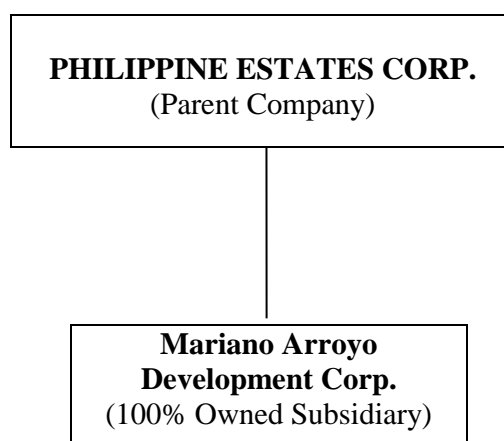 PHILIPPINE ESTATES CORP.
(Parent Company)
Mariano Arroyo
Development Corp.
(100% Owned Subsidiary)